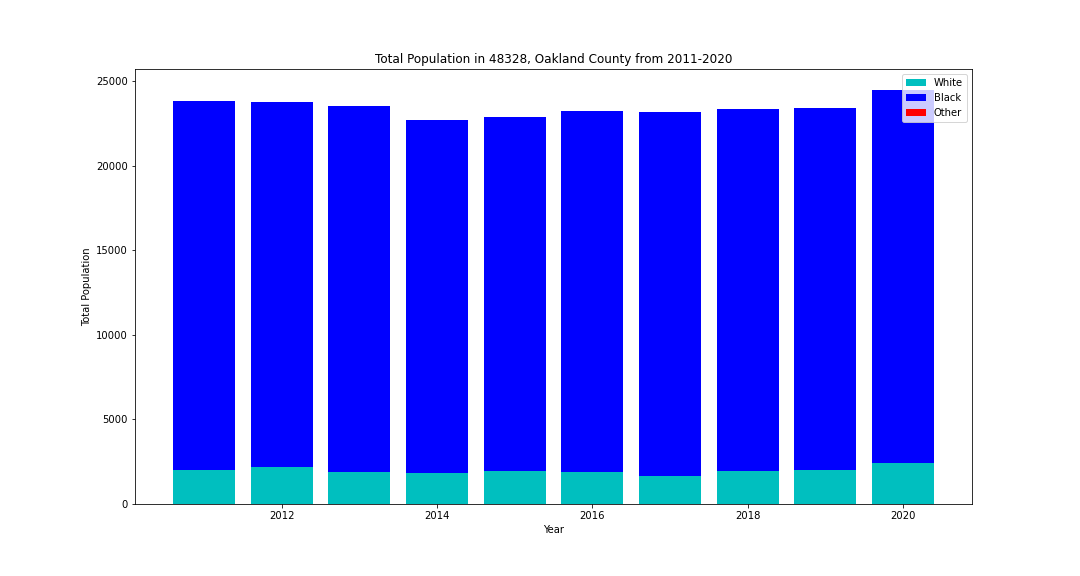 Total Population in 48328, Oakland County from 2011-2020
White
Black
Other
25000
20000
15000
10000
5000
0
Total Population
2012
2014
2016
2018
2020
Year